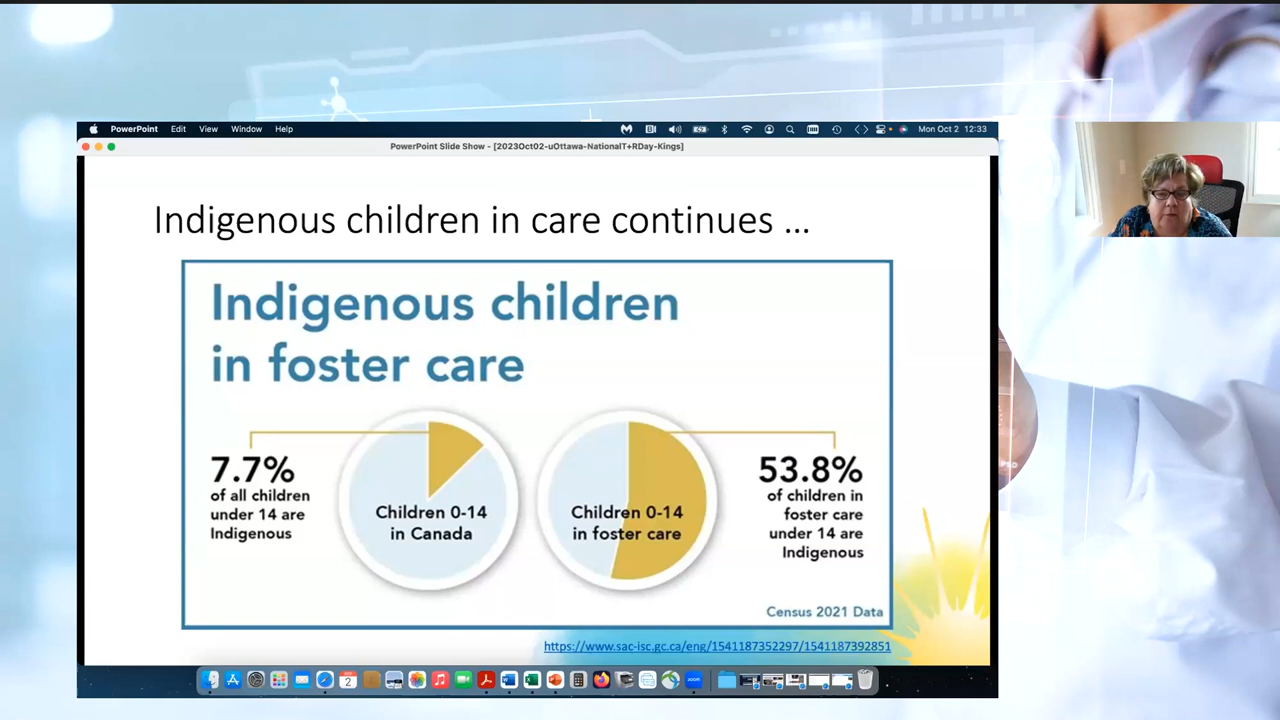 PowerPoint Edit View Window Help
Mon Oct 2 12:33
PowerPoint Slide Show - [2023Oct02-uOttawa-NationalT+RDay-Kings]
Indigenous children in care continues ...
Indigenous children
in foster care
7.7%
of all children
under 14 are
Indigenous
Children 0-14
in Canada
Children 0-14
in foster care
53.8%
of children in
foster care
under 14 are
Indigenous
Census 2021 Data
https://www.sac-isc.gc.ca/eng/1541187352297/1541187392851
2
zoom